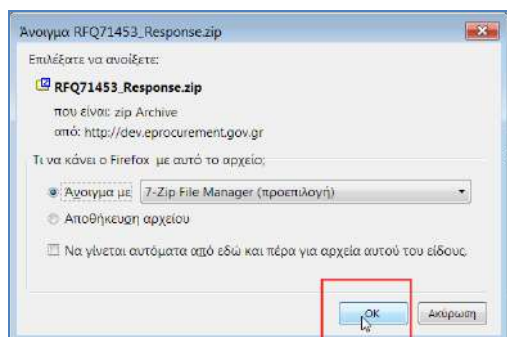 Άνοιγμα RFQ71453_Response.zip
Επιλέξατε να ανοίξετε:
RFQ71453_Response.zip
που είναι: zip Archive
από: http://dev.eprocurement.gov.gr
Τι να κάνει ο Firefox με αυτό το αρχείο;
Άνοιγμα με 7-Zip File Manager (προεπιλογή)
Αποθήκευση αρχείου
Να γίνεται αυτόματα από εδώ και πέρα για αρχεία αυτού του είδους.
OK Ακύρωση